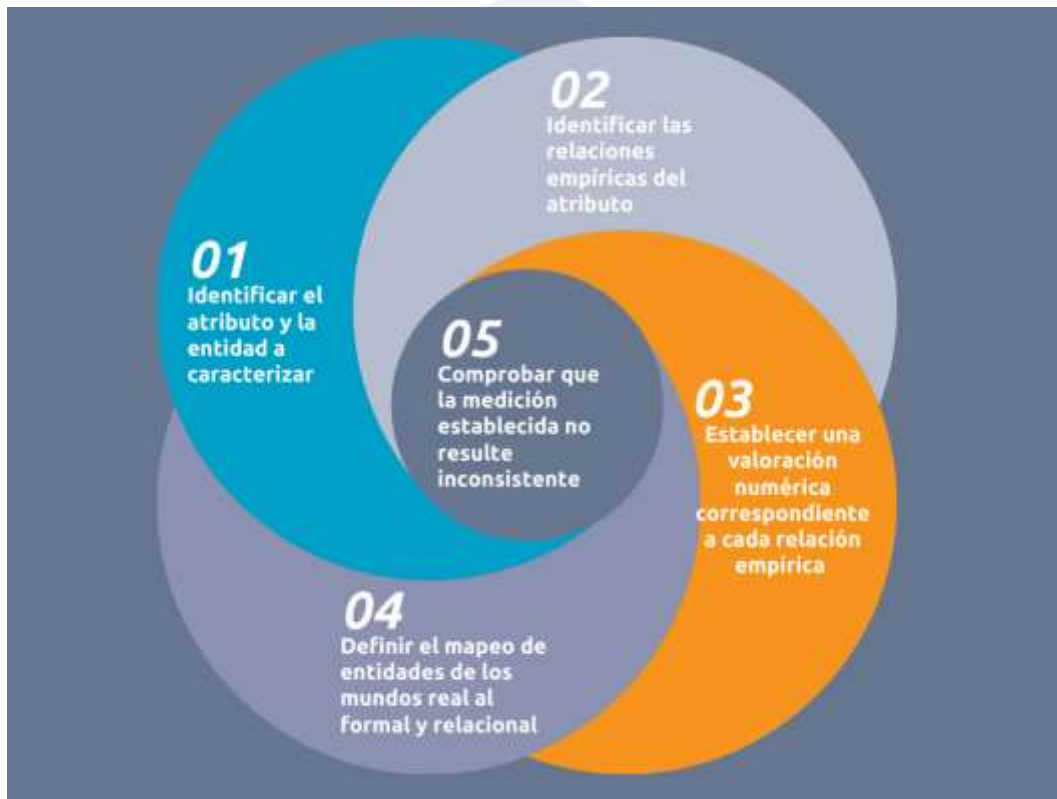 01
Identificar el
atributo y la
entidad a
caracterizar
02
Identificar las
relaciones
empíricas del
atributo
03
Establecer una
valoración
numérica
correspondiente
a cada relación
empírica
04
Definir el mapeo de
entidades de los
mundos real al
formal y relacional
05
Comprobar que
la medición
establecida no
resulte
inconsistente